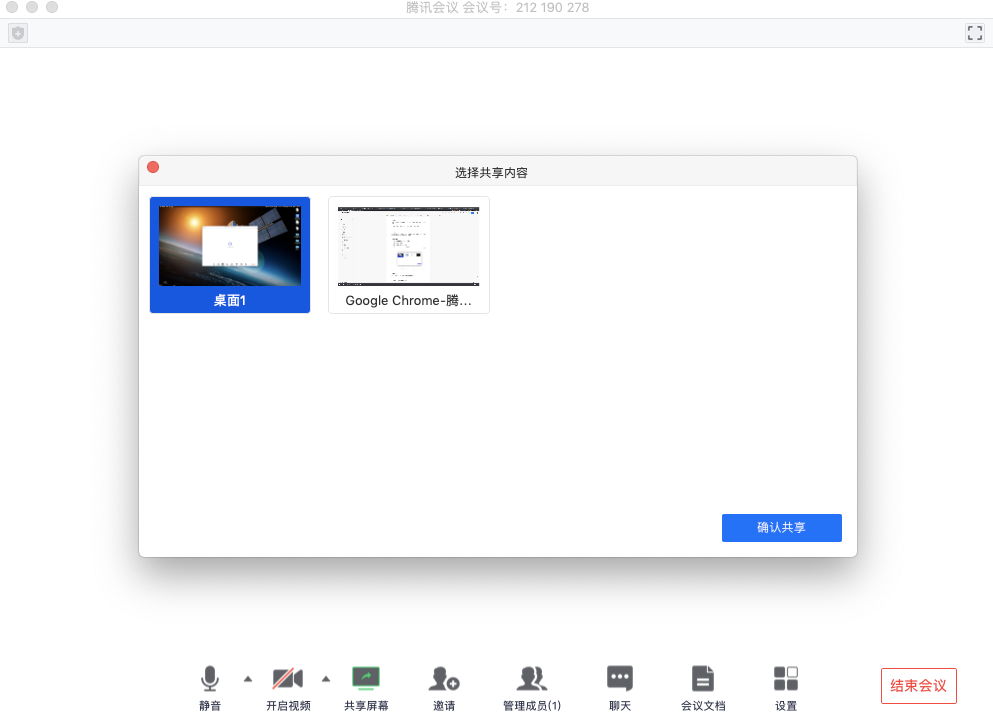 腾讯会议 会议号：212 190 278
选择共享内容
桌面1
Google Chrome-腾...
确认共享
静音
开启视频
共享屏幕
邀请
管理成员(1)
聊天
会议文档
设置
结束会议